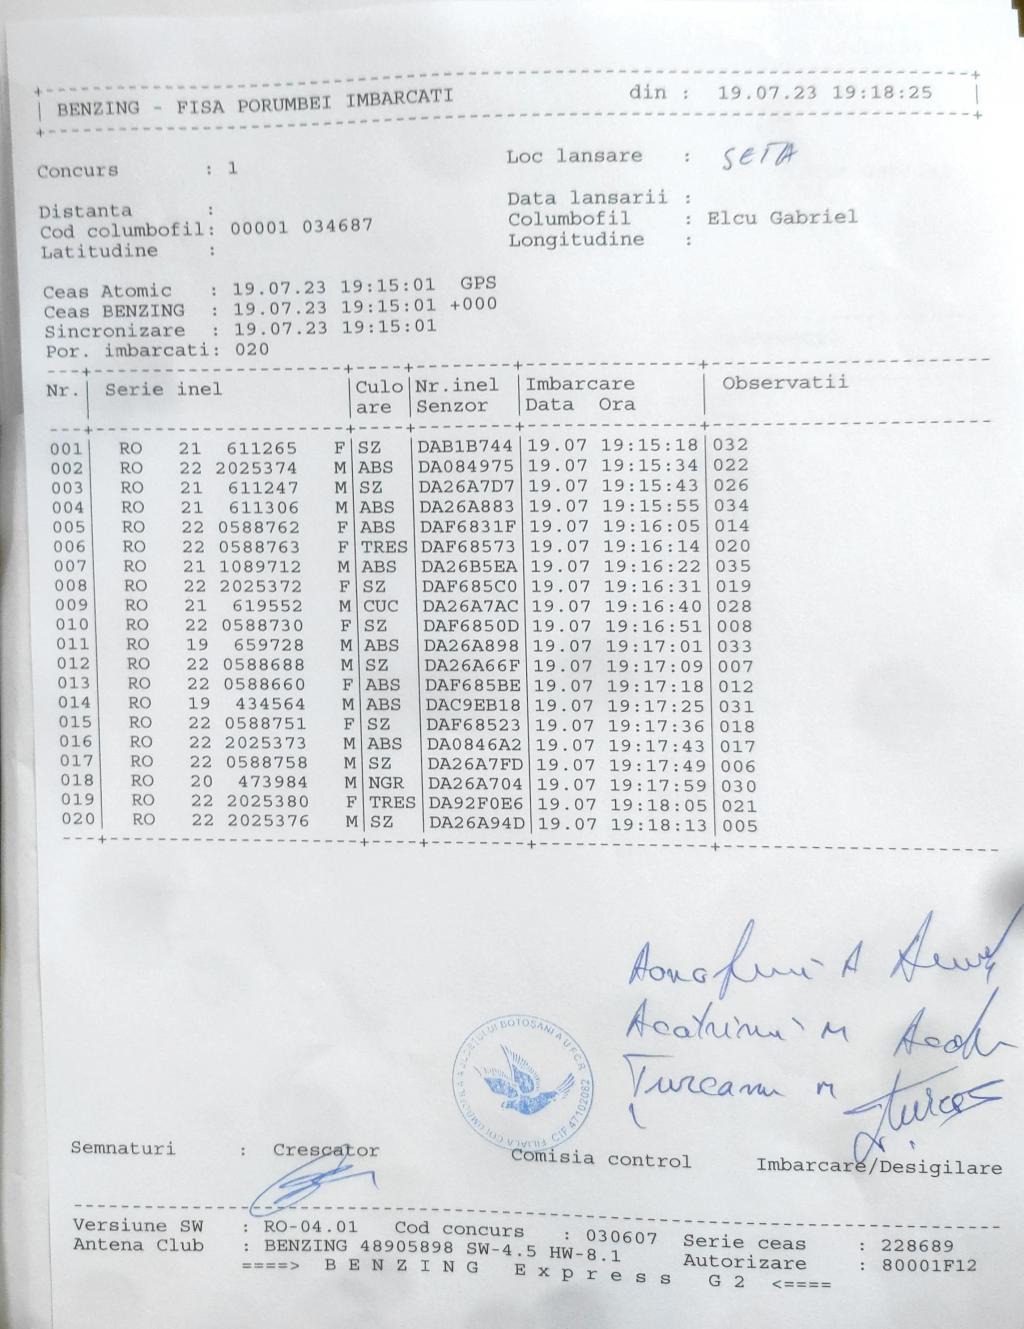 BENZING - FISA PORUMBEI IMBARCATI din : 19.07.23 19:18:25
Concurs : 1 Loc lansare : SETA
Distanta : Data lansarii :
Cod columbofil: 00001 034687 Columbofil : Elcu Gabriel
Latitudine : Longitudine :
Ceas Atomic : 19.07.23 19:15:01 GPS
Ceas BENZING : 19.07.23 19:15:01 +000
Sincronizare : 19.07.23 19:15:01
Por. imbarcati: 020
Nr. Serie inel Culo Nr.inel Imbarcare Observatii
are Senzor Data Ora
001 RO 21 611265 F SZ DAB1B744 19.07 19:15:18 032
002 RO 22 2025374 M ABS DA084975 19.07 19:15:34 022
003 RO 21 611247 M SZ DA26A7D7 19.07 19:15:43 026
004 RO 21 611306 M ABS DA26A883 19.07 19:15:55 034
005 RO 22 0588762 F ABS DAF6831F 19.07 19:16:05 014
006 RO 22 0588763 F TRES DAF68573 19.07 19:16:14 020
007 RO 21 1089712 M ABS DA26B5EA 19.07 19:16:22 035
008 RO 22 2025372 F SZ DAF685C0 19.07 19:16:31 019
009 RO 21 619552 M CUC DA26A7AC 19.07 19:16:40 028
010 RO 22 0588730 F SZ DAF6850D 19.07 19:16:51 008
011 RO 19 659728 M ABS DA26A898 19.07 19:17:01 033
012 RO 22 0588688 M SZ DA26A66F 19.07 19:17:09 007
013 RO 22 0588660 F ABS DAF685BE 19.07 19:17:18 012
014 RO 19 434564 M ABS DAC9EB18 19.07 19:17:25 031
015 RO 22 0588751 F SZ DAF68523 19.07 19:17:36 018
016 RO 22 2025373 M ABS DA0846A2 19.07 19:17:43 017
017 RO 22 0588758 M SZ DA26A7FD 19.07 19:17:49 006
018 RO 20 473984 M NGR DA26A704 19.07 19:17:59 030
019 RO 22 2025380 F TRES DA92F0E6 19.07 19:18:05 021
020 RO 22 2025376 M SZ DA26A94D 19.07 19:18:13 005
A
M
Turcanu M
FILIALA COLUMBOFILA A JUDETULUI BOTOȘANI A U.F.C.R. CIF 47102082
Semnaturi : Crescator Comisia control Imbarcare/Desigilare
Versiune SW : RO-04.01 Cod concurs : 030607 Serie ceas : 228689
Antena Club : BENZING 48905898 SW-4.5 HW-8.1 Autorizare : 80001F12
====> B E N Z I N G E x p r e s s G 2 <====